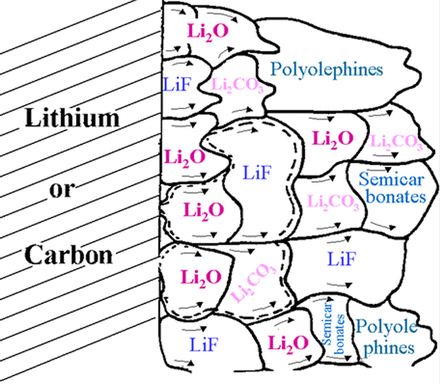 Lithium
or
Carbon
Li₂O
Polyolephines
LiF
Li₂CO₃
Li₂O
Li₂CO₃
Li₂O
LiF
Semicar
bonates
Li₂CO₃
Li₂O
LiF
Li₂O
Li₂CO₃
Semicar
bonates
Polyole
phines
LiF
Li₂O